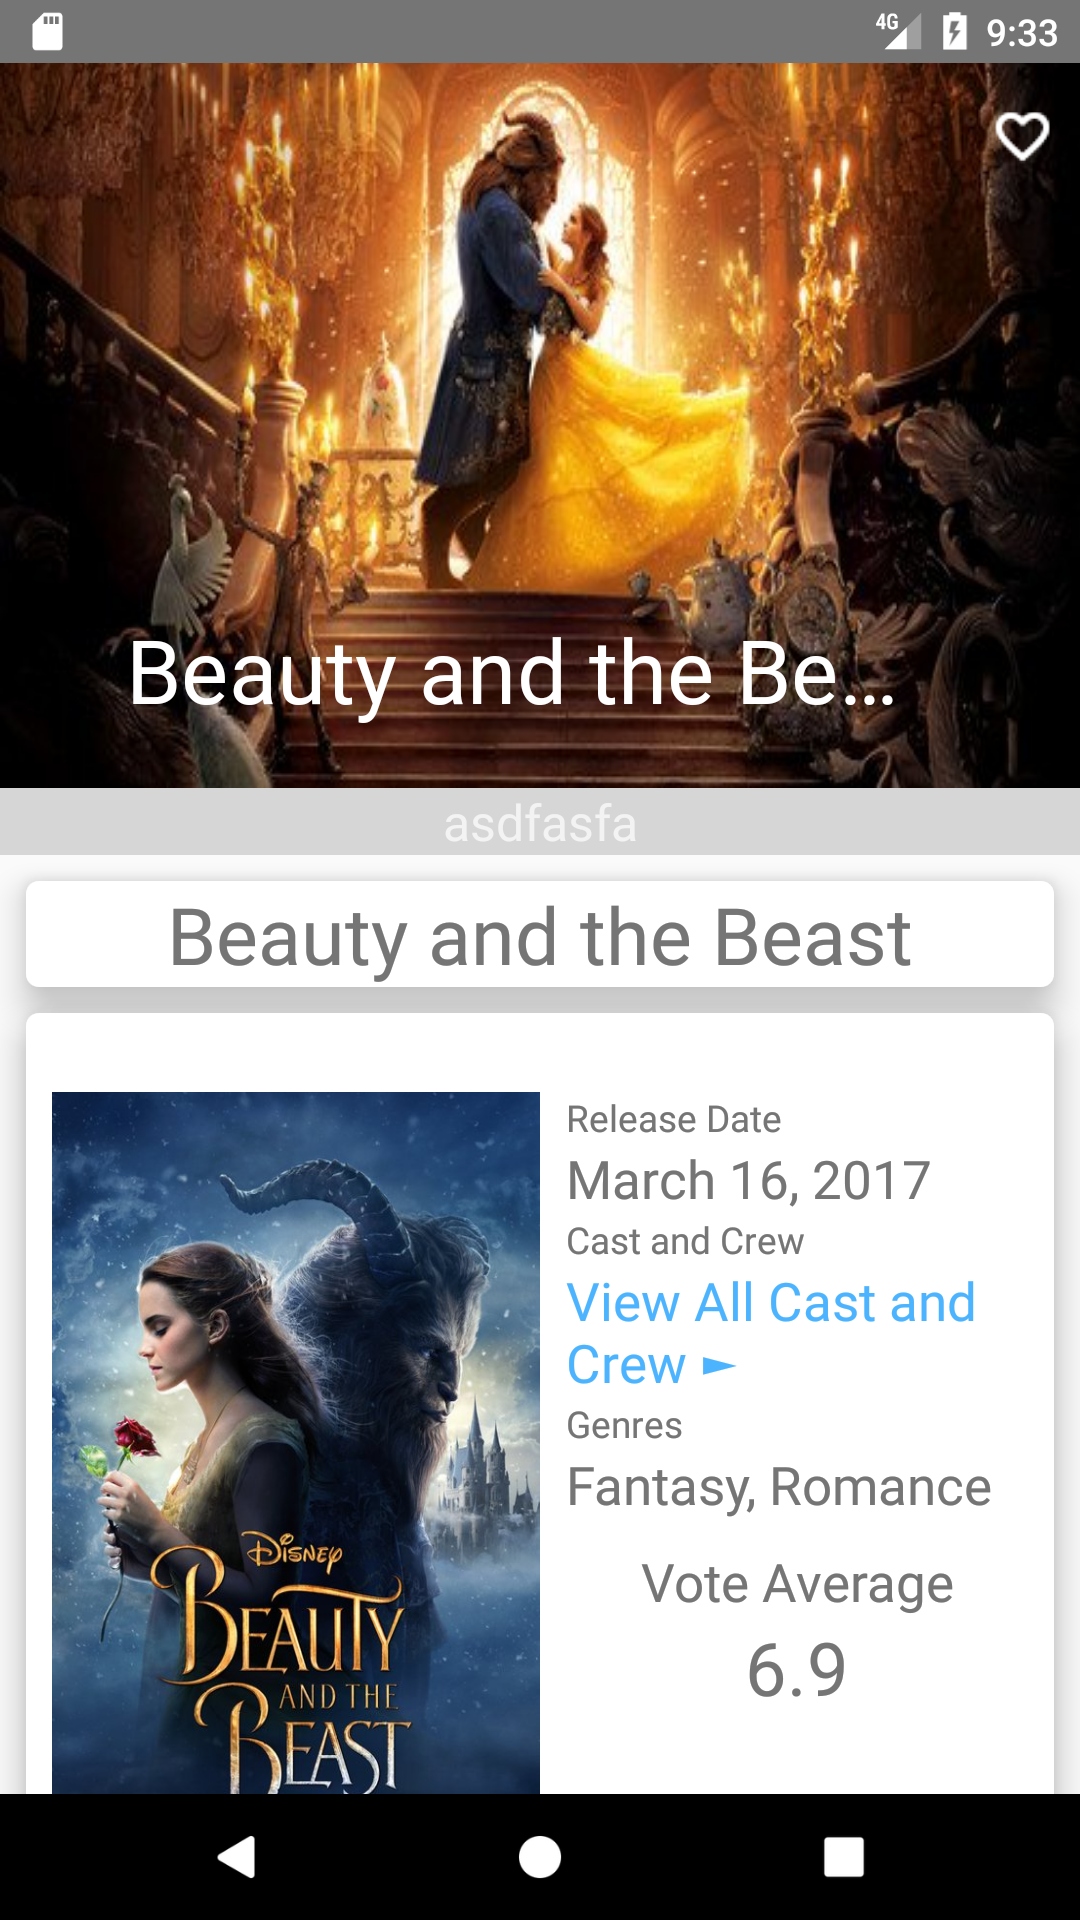 4G 9:33
Beauty and the Be...
asdfasfa
Beauty and the Beast
Release Date
March 16, 2017
Cast and Crew
View All Cast and
Crew ►
Genres
Fantasy, Romance
Vote Average
6.9
Disney
BEAUTY
AND THE
BEAST